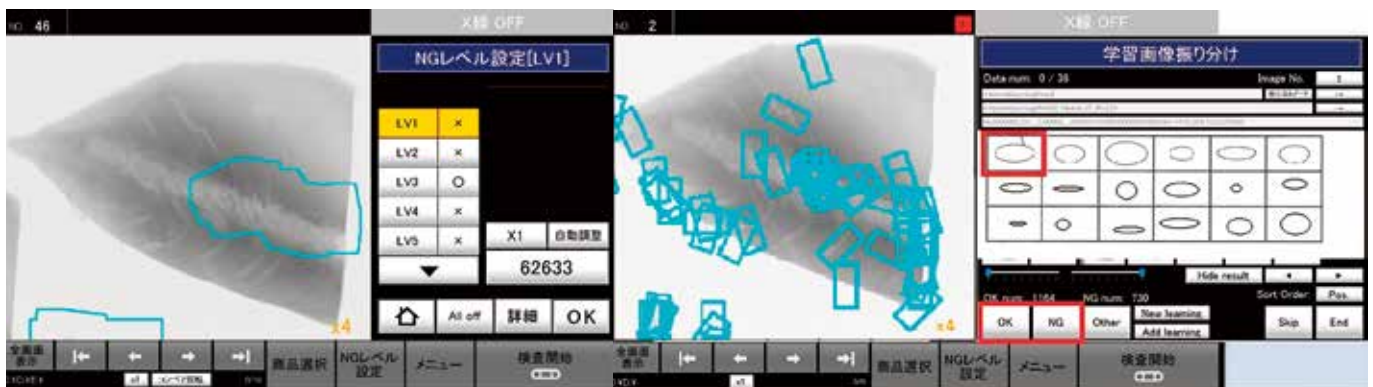 NO 46
X線 OFF
NGレベル設定[LV1]
LV1 ×
LV2 ×
LV3 ○
LV4 ×
LV5 ×
▼
X1 自動調整
62633
All off 詳細 OK
x4
全画面表示
商品選択
NGレベル設定
メニュー
検査開始
x1
NO 2
X線 OFF
学習画像振り分け
Data num: 0 / 36
Image No.
Hide result
OK num: 1164 NG num: 730
Sort Order: Pos.
OK NG Other
New learning
Add learning
Skip End
x4
全画面表示
商品選択
NGレベル設定
メニュー
検査開始
x1